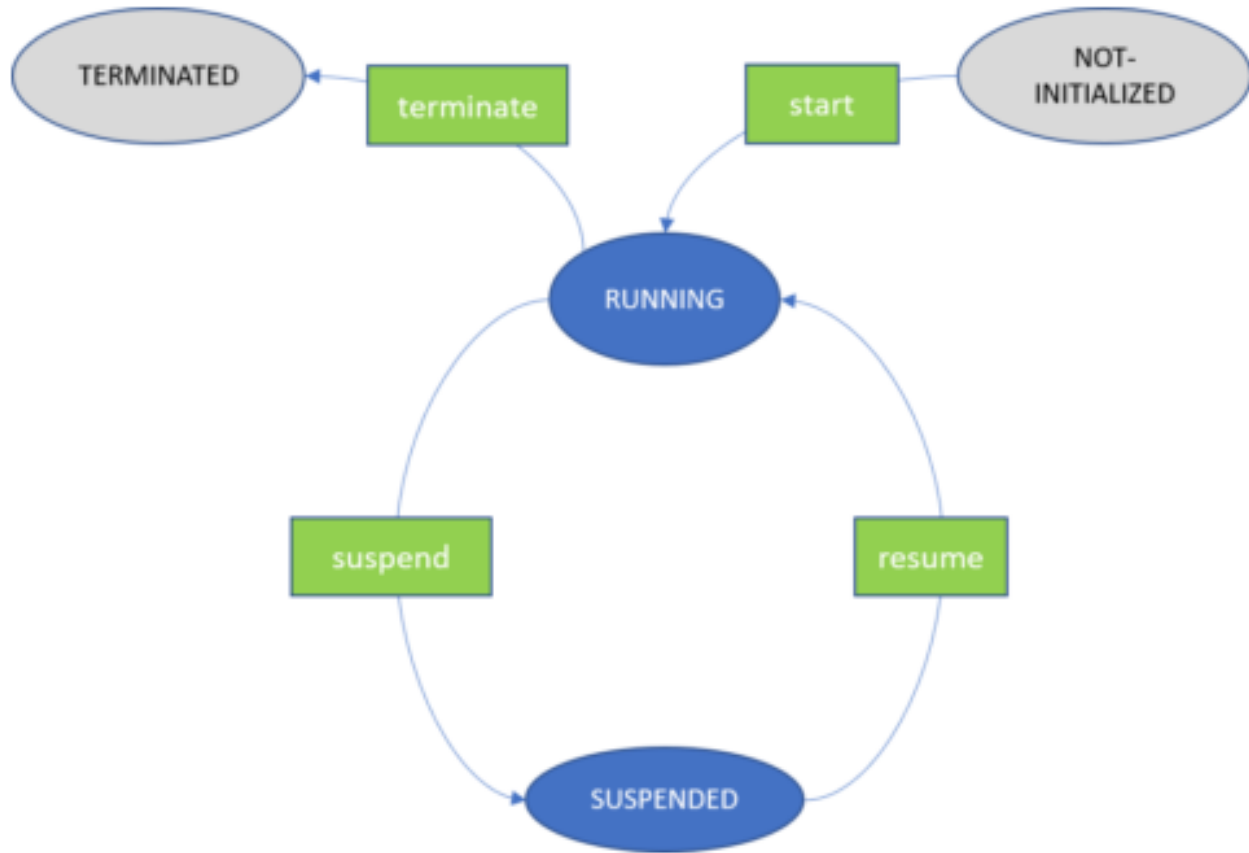 TERMINATED
terminate
start
NOT-
INITIALIZED
RUNNING
suspend
resume
SUSPENDED